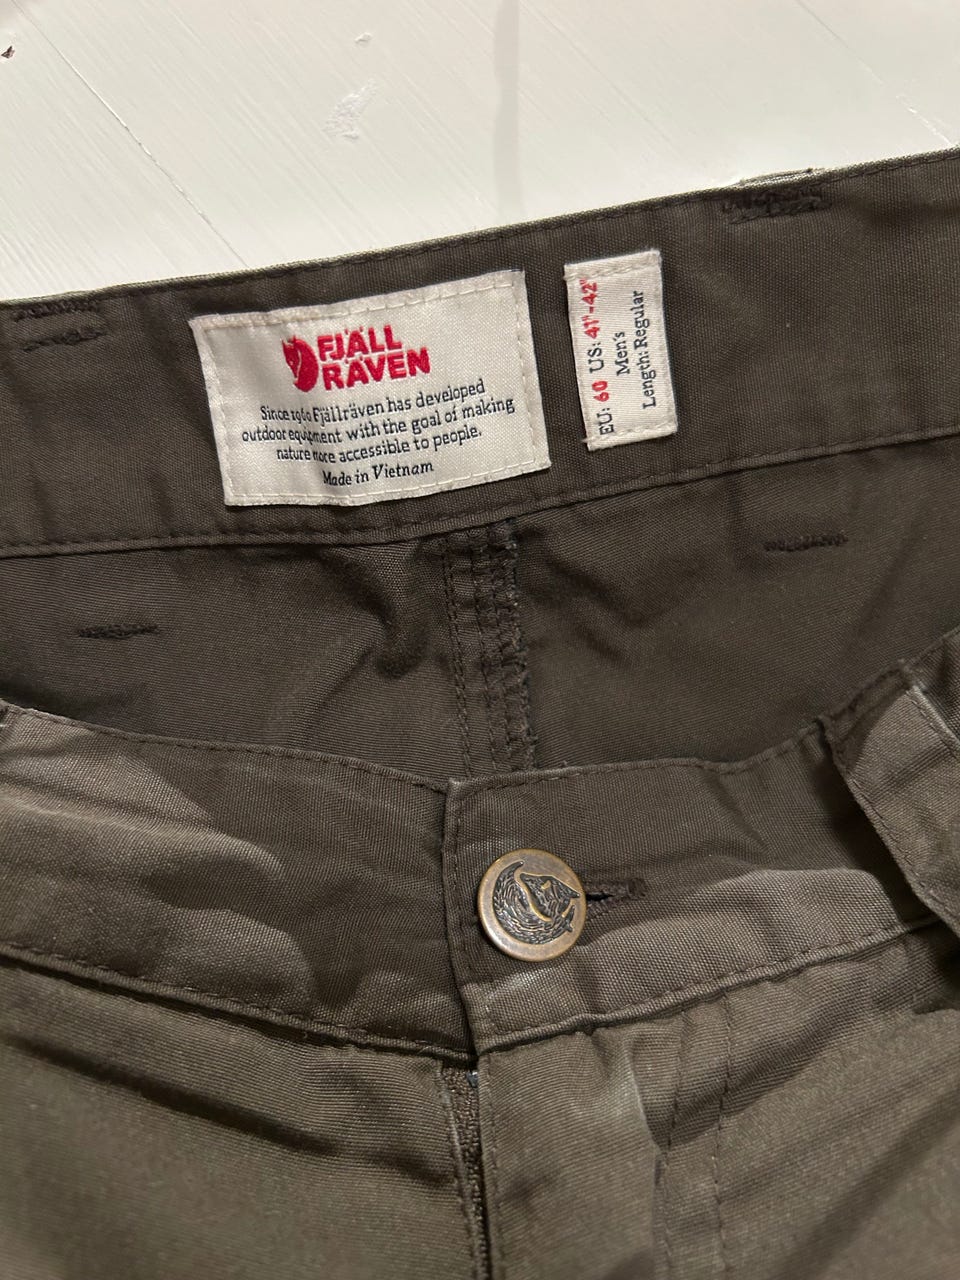 FJÄLL
RÄVEN
Since 1960 Fjällräven has developed
outdoor equipment with the goal of making
nature more accessible to people.
Made in Vietnam
EU: 60 US: 41"-42"
Men's
Length: Regular